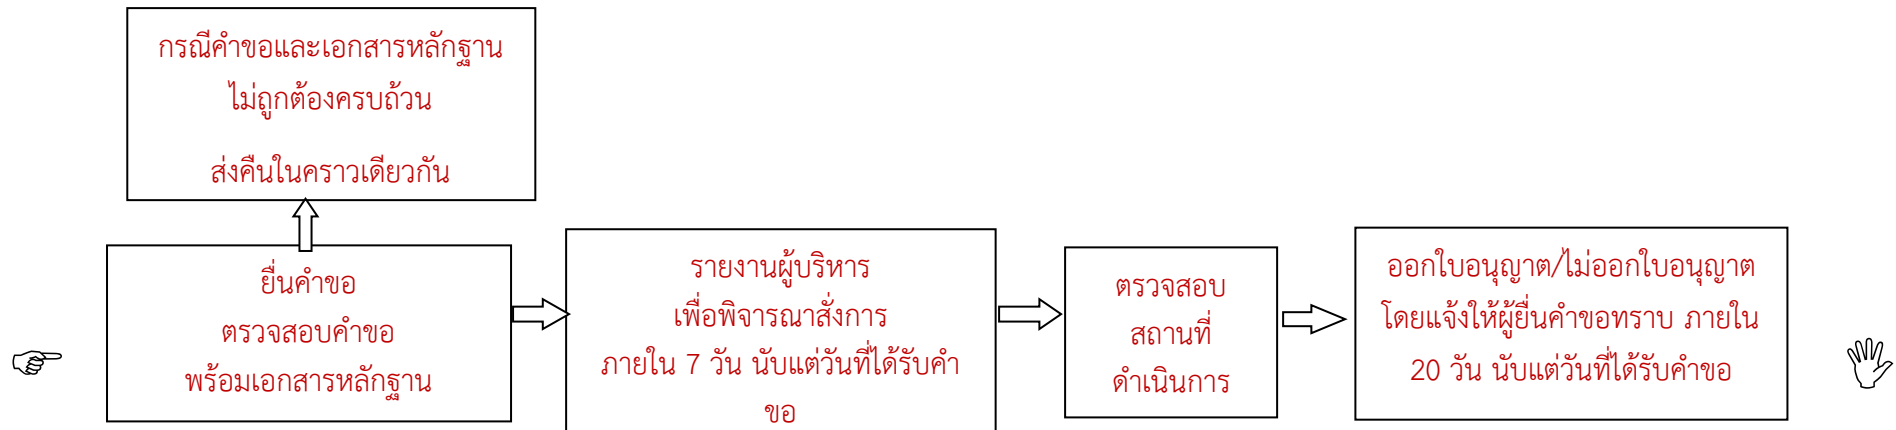 กรณีคำขอและเอกสารหลักฐาน
ไม่ถูกต้องครบถ้วน
ส่งคืนในคราวเดียวกัน
ยื่นคำขอ
ตรวจสอบคำขอ
พร้อมเอกสารหลักฐาน
รายงานผู้บริหาร
เพื่อพิจารณาสั่งการ
ภายใน 7 วัน นับแต่วันที่ได้รับคำ
ขอ
ตรวจสอบ
สถานที่
ดำเนินการ
ออกใบอนุญาต/ไม่ออกใบอนุญาต
โดยแจ้งให้ผู้ยื่นคำขอทราบ ภายใน
20 วัน นับแต่วันที่ได้รับคำขอ